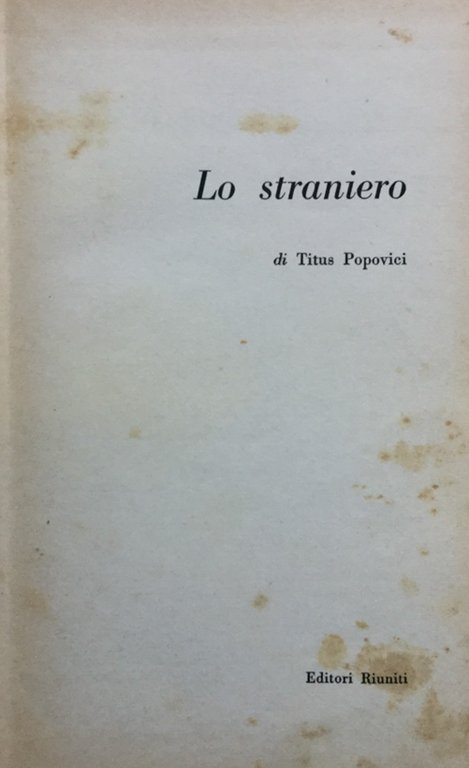 Lo straniero
di Titus Popovici
Editori Riuniti